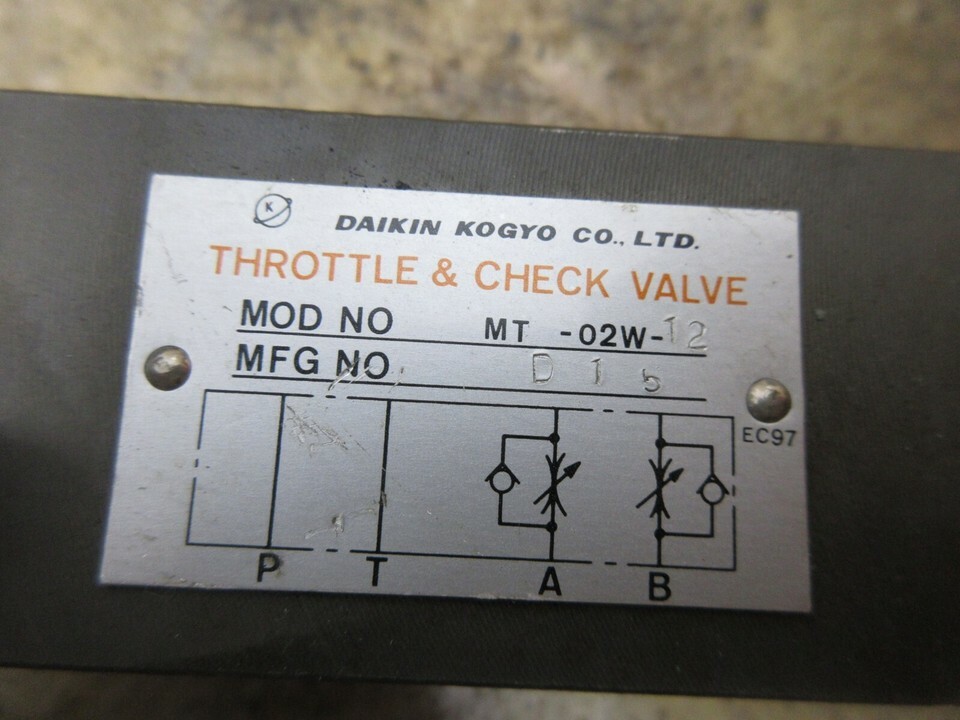 K
DAIKIN KOGYO CO., LTD.
THROTTLE & CHECK VALVE
MOD NO MT -02W-12
MFG NO D 1 5
EC97
P T A B